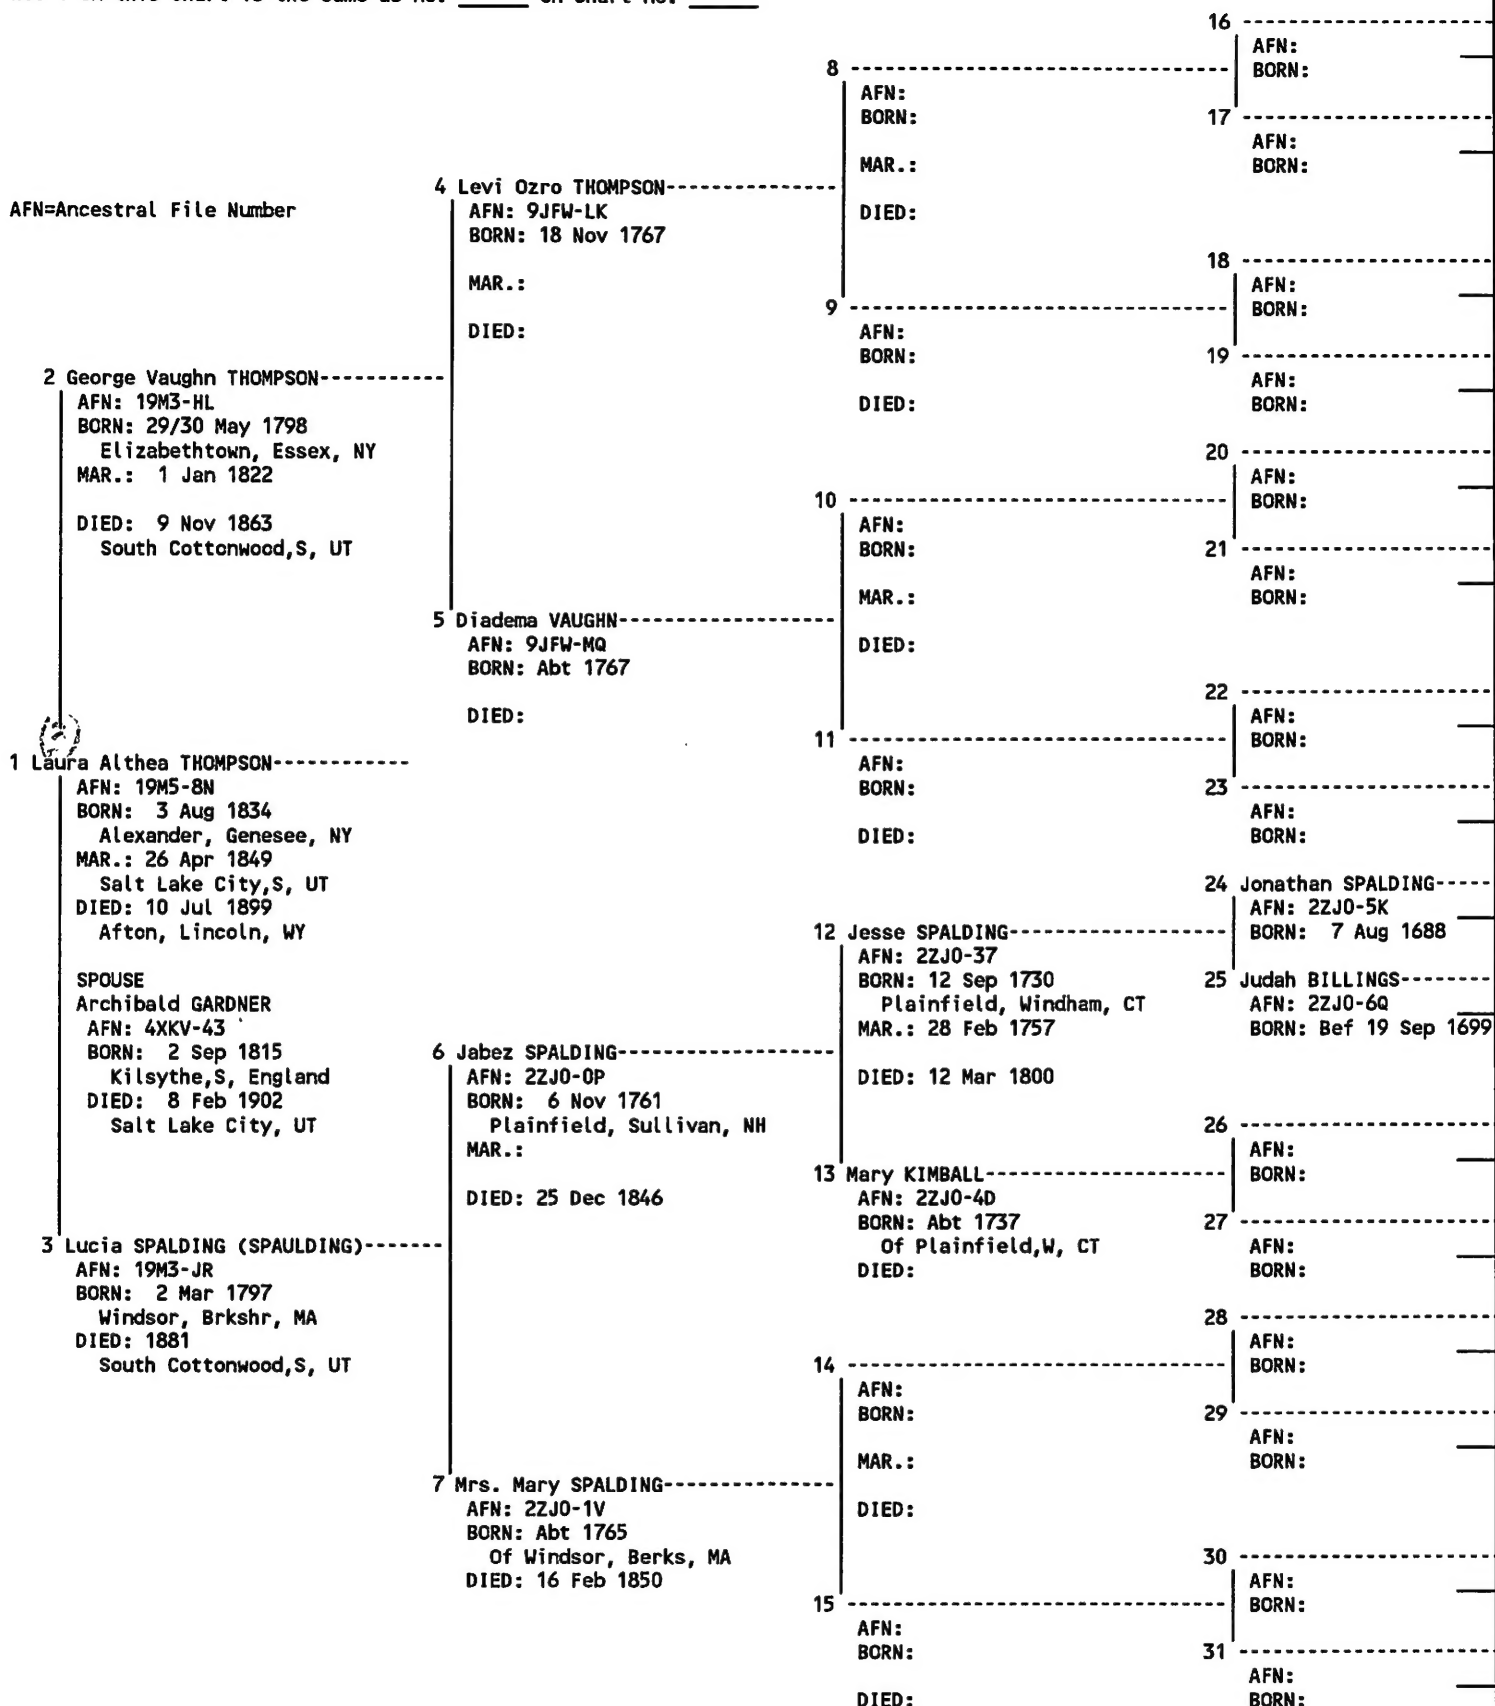 on this chart is the same as No. ______ on chart No. ______
AFN=Ancestral File Number
2 George Vaughn THOMPSON-----------
AFN: 19M3-HL
BORN: 29/30 May 1798
Elizabethtown, Essex, NY
MAR.: 1 Jan 1822
DIED: 9 Nov 1863
South Cottonwood,S, UT
1 Laura Althea THOMPSON------------
AFN: 19M5-8N
BORN: 3 Aug 1834
Alexander, Genesee, NY
MAR.: 26 Apr 1849
Salt Lake City,S, UT
DIED: 10 Jul 1899
Afton, Lincoln, WY
SPOUSE
Archibald GARDNER
AFN: 4XKV-43
BORN: 2 Sep 1815
Kilsythe,S, England
DIED: 8 Feb 1902
Salt Lake City, UT
3 Lucia SPALDING (SPAULDING)-------
AFN: 19M3-JR
BORN: 2 Mar 1797
Windsor, Brkshr, MA
DIED: 1881
South Cottonwood,S, UT
4 Levi Ozro THOMPSON---------------
AFN: 9JFW-LK
BORN: 18 Nov 1767
MAR.:
DIED:
5 Diadema VAUGHN-------------------
AFN: 9JFW-MQ
BORN: Abt 1767
DIED:
6 Jabez SPALDING-------------------
AFN: 2ZJ0-0P
BORN: 6 Nov 1761
Plainfield, Sullivan, NH
MAR.:
DIED: 25 Dec 1846
7 Mrs. Mary SPALDING---------------
AFN: 2ZJ0-1V
BORN: Abt 1765
Of Windsor, Berks, MA
DIED: 16 Feb 1850
8 --------------------------------
AFN:
BORN:
MAR.:
DIED:
9 --------------------------------
AFN:
BORN:
DIED:
10 --------------------------------
AFN:
BORN:
MAR.:
DIED:
11 --------------------------------
AFN:
BORN:
DIED:
12 Jesse SPALDING-------------------
AFN: 2ZJ0-37
BORN: 12 Sep 1730
Plainfield, Windham, CT
MAR.: 28 Feb 1757
DIED: 12 Mar 1800
13 Mary KIMBALL---------------------
AFN: 2ZJ0-4D
BORN: Abt 1737
Of Plainfield,W, CT
DIED:
14 --------------------------------
AFN:
BORN:
MAR.:
DIED:
15 --------------------------------
AFN:
BORN:
DIED:
16 ---------------------
AFN:
BORN:
17 ---------------------
AFN:
BORN:
18 ---------------------
AFN:
BORN:
19 ---------------------
AFN:
BORN:
20 ---------------------
AFN:
BORN:
21 ---------------------
AFN:
BORN:
22 ---------------------
AFN:
BORN:
23 ---------------------
AFN:
BORN:
24 Jonathan SPALDING-----
AFN: 2ZJ0-5K
BORN: 7 Aug 1688
25 Judah BILLINGS--------
AFN: 2ZJ0-6Q
BORN: Bef 19 Sep 1699
26 ---------------------
AFN:
BORN:
27 ---------------------
AFN:
BORN:
28 ---------------------
AFN:
BORN:
29 ---------------------
AFN:
BORN:
30 ---------------------
AFN:
BORN:
31 ---------------------
AFN:
BORN: